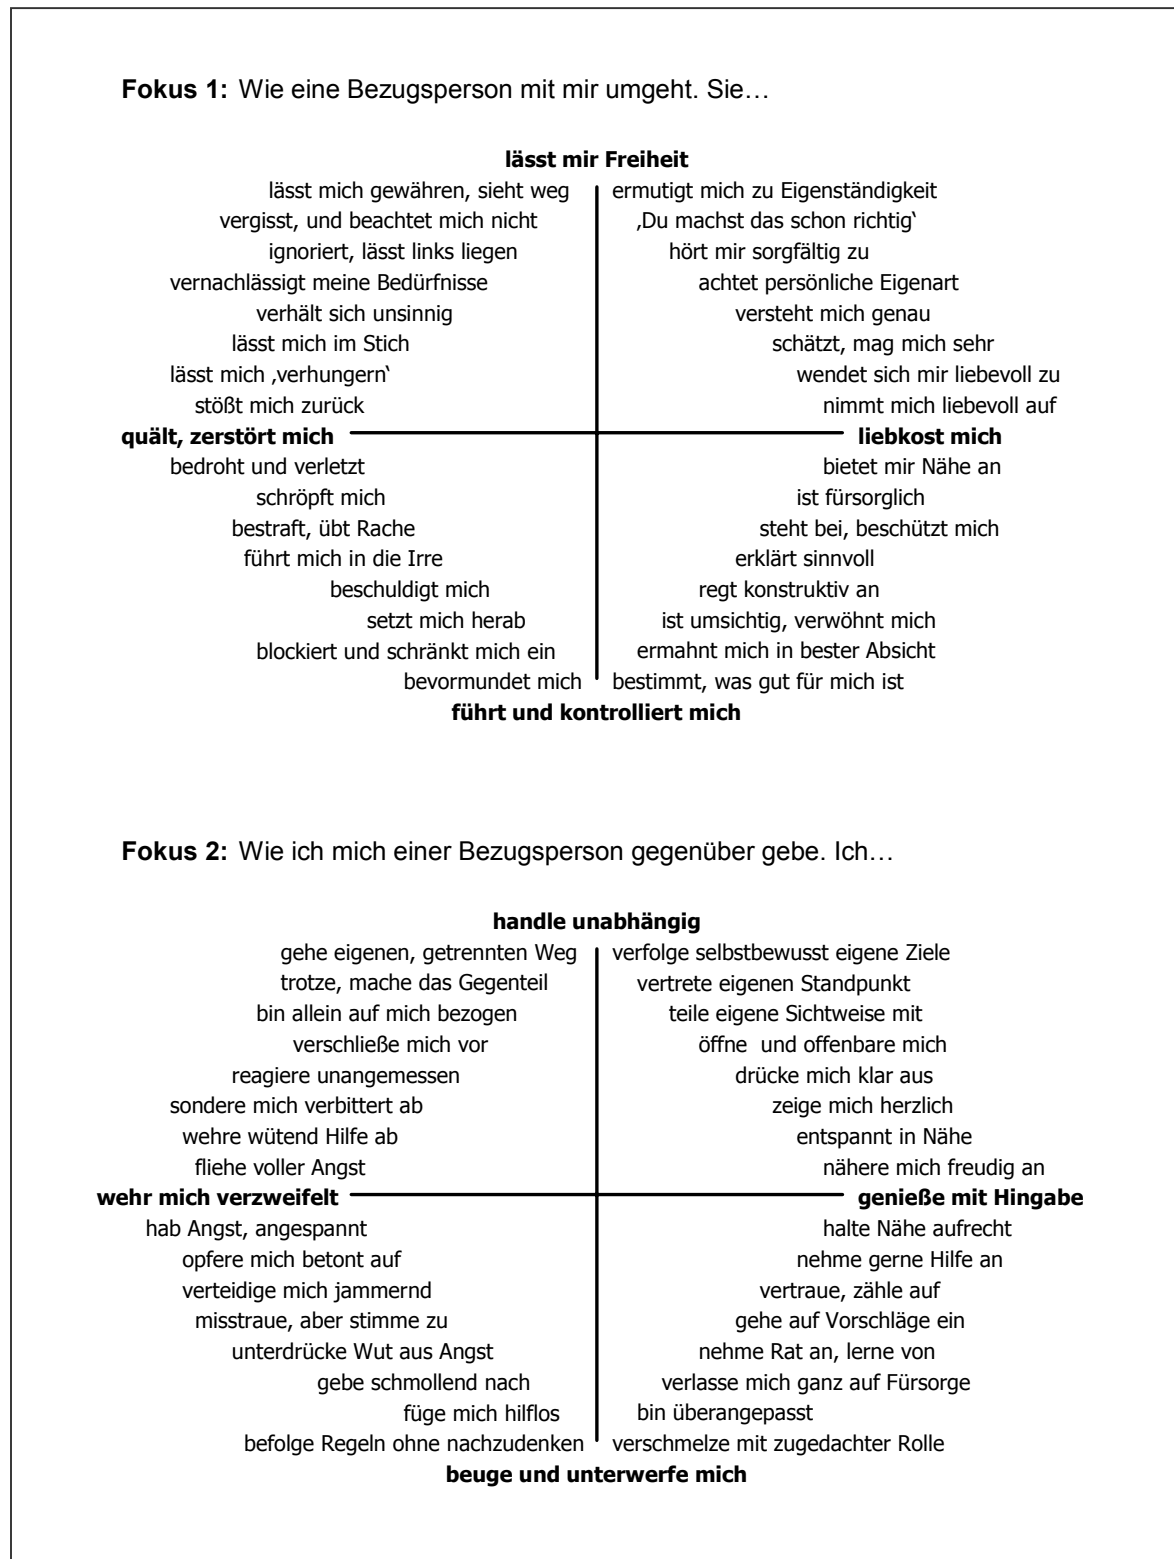 Fokus 1: Wie eine Bezugsperson mit mir umgeht. Sie…
lässt mir Freiheit
lässt mich gewähren, sieht weg ermutigt mich zu Eigenständigkeit
vergisst, und beachtet mich nicht ‚Du machst das schon richtig‘
ignoriert, lässt links liegen hört mir sorgfältig zu
vernachlässigt meine Bedürfnisse achtet persönliche Eigenart
verhält sich unsinnig versteht mich genau
lässt mich im Stich schätzt, mag mich sehr
lässt mich ‚verhungern‘ wendet sich mir liebevoll zu
stößt mich zurück nimmt mich liebevoll auf
quält, zerstört mich liebkost mich
bedroht und verletzt bietet mir Nähe an
schröpft mich ist fürsorglich
bestraft, übt Rache steht bei, beschützt mich
führt mich in die Irre erklärt sinnvoll
beschuldigt mich regt konstruktiv an
setzt mich herab ist umsichtig, verwöhnt mich
blockiert und schränkt mich ein ermahnt mich in bester Absicht
bevormundet mich bestimmt, was gut für mich ist
führt und kontrolliert mich
Fokus 2: Wie ich mich einer Bezugsperson gegenüber gebe. Ich…
handle unabhängig
gehe eigenen, getrennten Weg verfolge selbstbewusst eigene Ziele
trotze, mache das Gegenteil vertrete eigenen Standpunkt
bin allein auf mich bezogen teile eigene Sichtweise mit
verschließe mich vor öffne und offenbare mich
reagiere unangemessen drücke mich klar aus
sondere mich verbittert ab zeige mich herzlich
wehre wütend Hilfe ab entspannt in Nähe
fliehe voller Angst nähere mich freudig an
wehr mich verzweifelt genieße mit Hingabe
hab Angst, angespannt halte Nähe aufrecht
opfere mich betont auf nehme gerne Hilfe an
verteidige mich jammernd vertraue, zähle auf
misstraue, aber stimme zu gehe auf Vorschläge ein
unterdrücke Wut aus Angst nehme Rat an, lerne von
gebe schmollend nach verlasse mich ganz auf Fürsorge
füge mich hilflos bin überangepasst
befolge Regeln ohne nachzudenken verschmelze mit zugedachter Rolle
beuge und unterwerfe mich